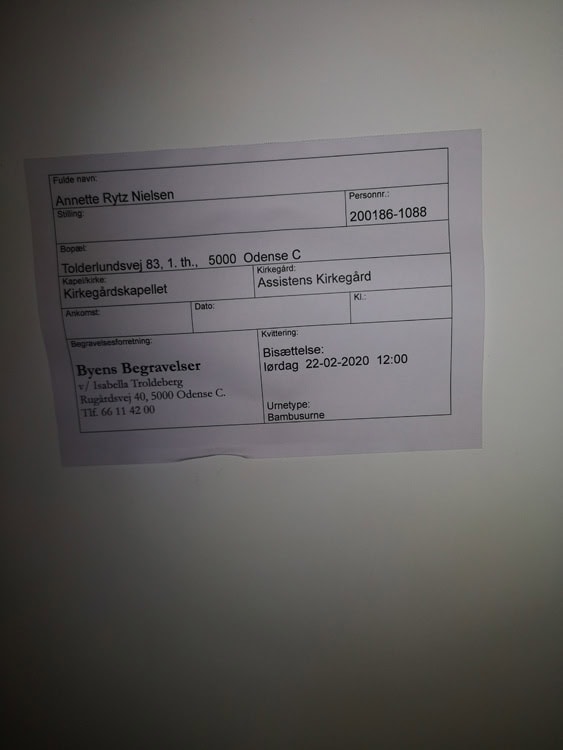 Fulde navn:
Annette Rytz Nielsen
Stilling:
Personnr.:
200186-1088
Bopæl:
Tolderlundsvej 83, 1. th., 5000 Odense C
Kapel/kirke:
Kirkegårdskapellet
Kirkegård:
Assistens Kirkegård
Ankomst:
Dato:
Kl.:
Begravelsesforretning:
Byens Begravelser
v/ Isabella Troldeberg
Rugårdsvej 40, 5000 Odense C.
Tlf. 66 11 42 00
Kvittering:
Bisættelse:
lørdag 22-02-2020 12:00
Urnetype:
Bambusurne